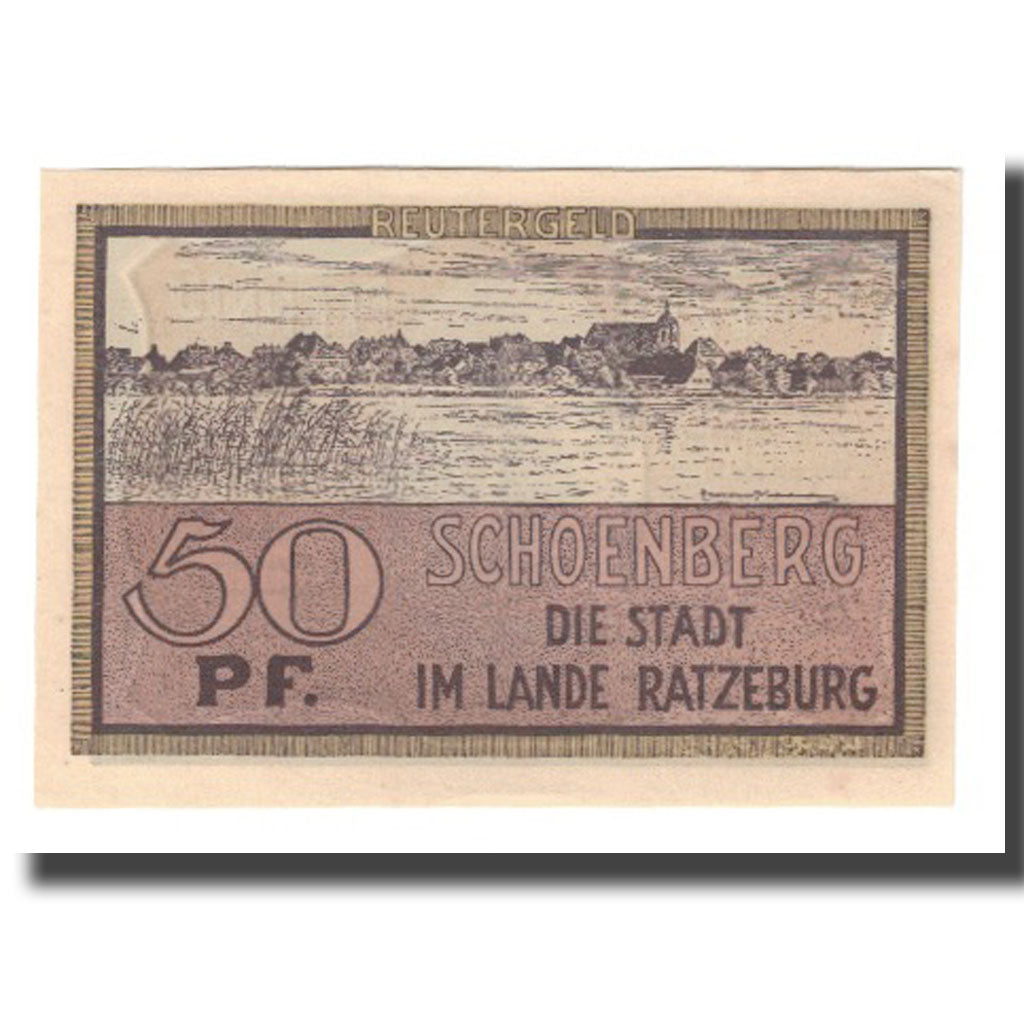 REUTERGELD
50
PF.
SCHOENBERG
DIE STADT
IM LANDE RATZEBURG